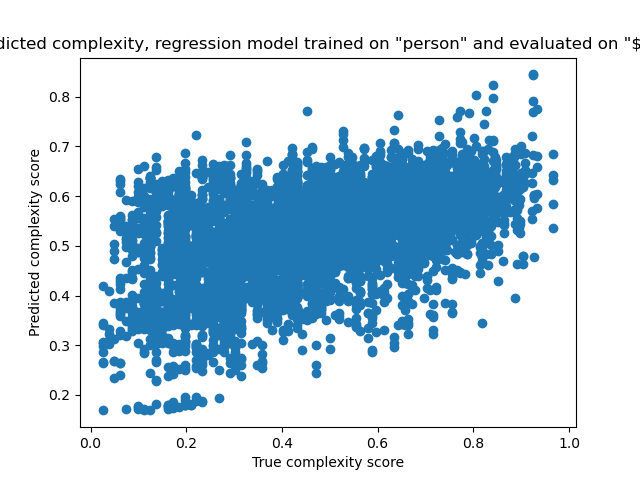 dicted complexity, regression model trained on "person" and evaluated on "$
Predicted complexity score
0.8
0.7
0.6
0.5
0.4
0.3
0.2
0.0 0.2 0.4 0.6 0.8 1.0
True complexity score